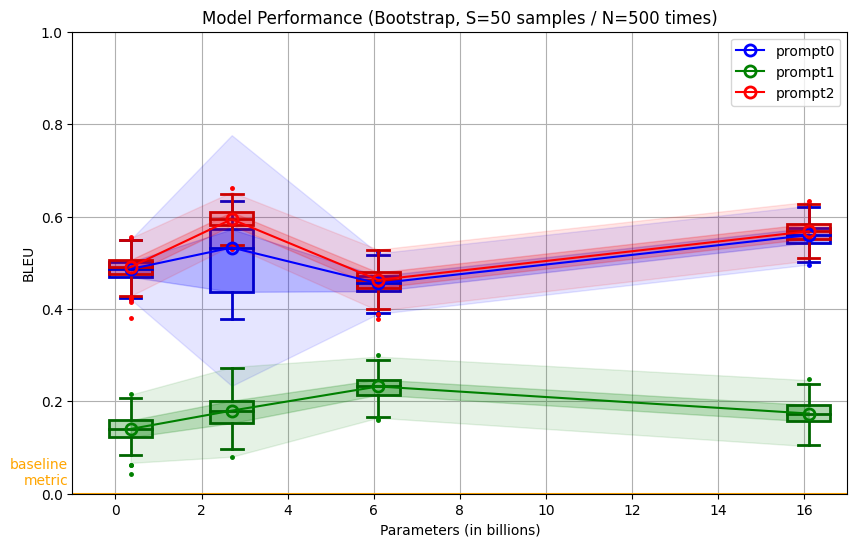 Model Performance (Bootstrap, S=50 samples / N=500 times)
1.0
0.8
0.6
0.4
0.2
0.0
BLEU
baseline
metric
prompt0
prompt1
prompt2
0 2 4 6 8 10 12 14 16
Parameters (in billions)